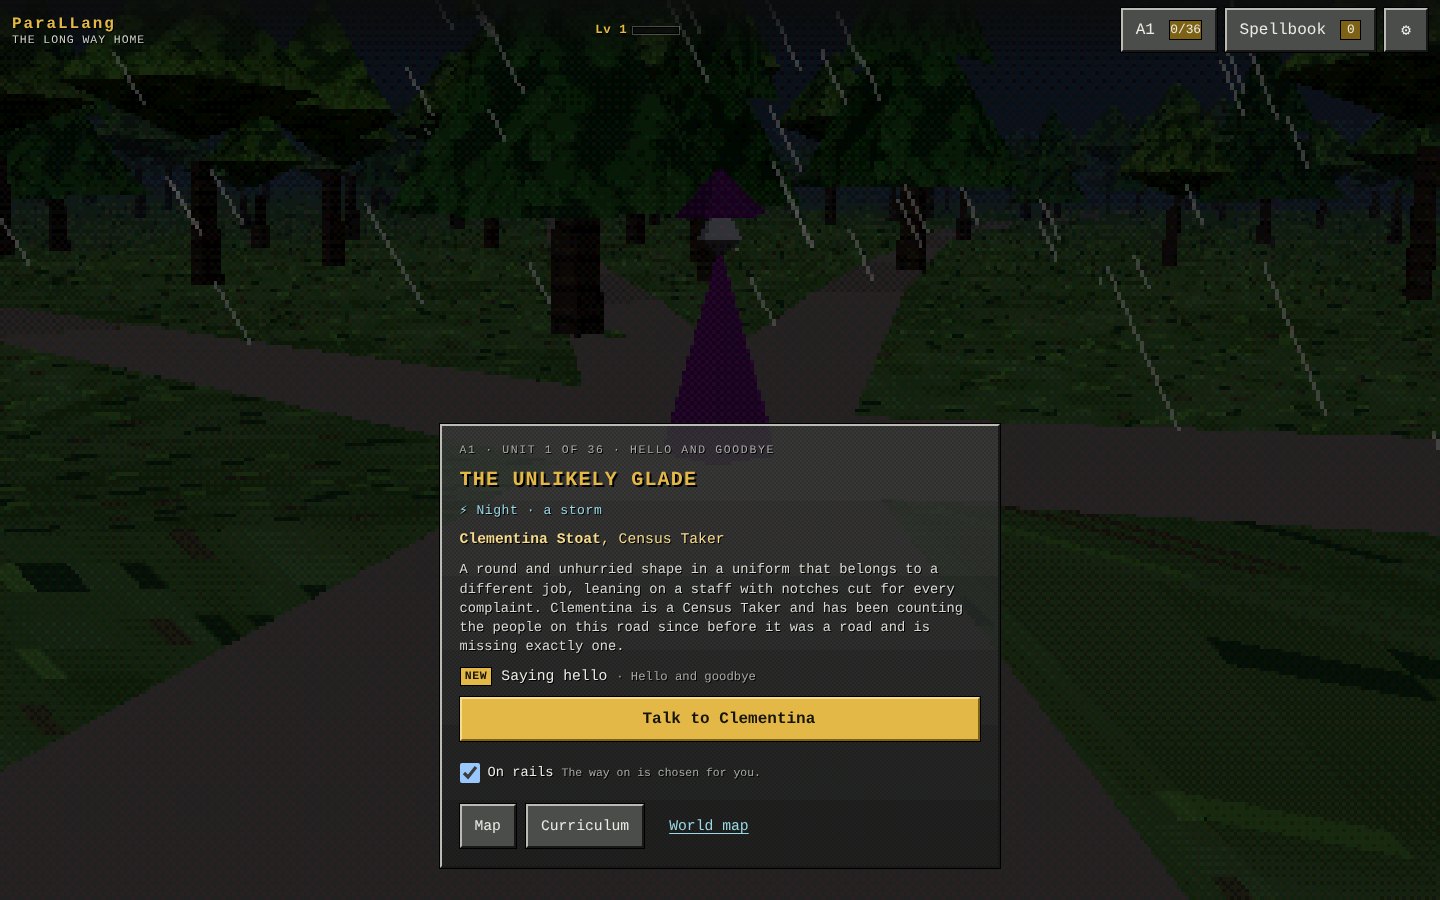 ParaLLang
THE LONG WAY HOME
Lv 1
A1 0/36
Spellbook 0
A1 · UNIT 1 OF 36 · HELLO AND GOODBYE
THE UNLIKELY GLADE
⚡ Night · a storm
Clementina Stoat, Census Taker
A round and unhurried shape in a uniform that belongs to a
different job, leaning on a staff with notches cut for every
complaint. Clementina is a Census Taker and has been counting
the people on this road since before it was a road and is
missing exactly one.
NEW Saying hello · Hello and goodbye
Talk to Clementina
On rails The way on is chosen for you.
Map
Curriculum
World map